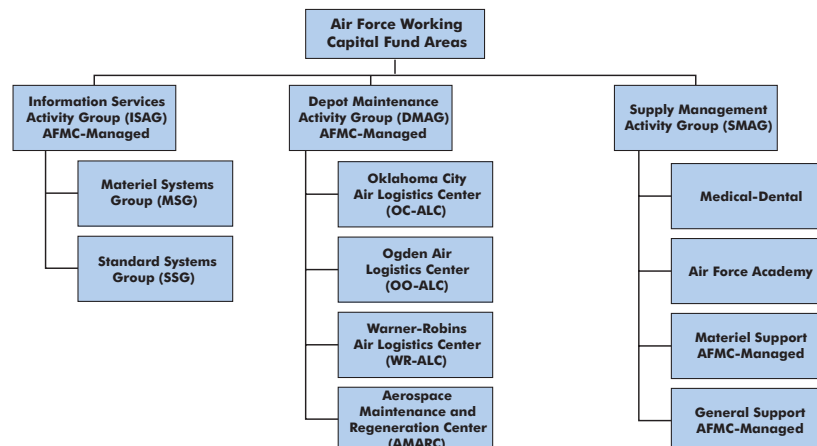 Air Force Working
Capital Fund Areas
Information Services
Activity Group (ISAG)
AFMC-Managed
Depot Maintenance
Activity Group (DMAG)
AFMC-Managed
Supply Management
Activity Group (SMAG)
Materiel Systems
Group (MSG)
Standard Systems
Group (SSG)
Oklahoma City
Air Logistics Center
(OC-ALC)
Ogden Air
Logistics Center
(OO-ALC)
Warner-Robins
Air Logistics Center
(WR-ALC)
Aerospace
Maintenance and
Regeneration Center
(AMARC)
Medical-Dental
Air Force Academy
Materiel Support
AFMC-Managed
General Support
AFMC-Managed